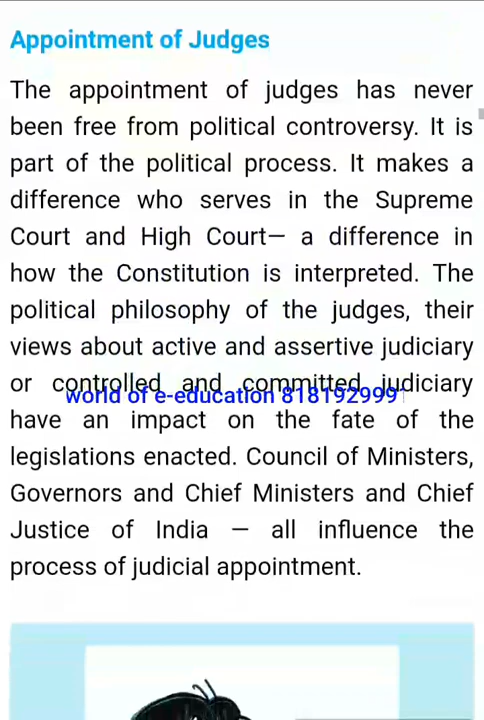 Appointment of Judges
The appointment of judges has never
been free from political controversy. It is
part of the political process. It makes a
difference who serves in the Supreme
Court and High Court— a difference in
how the Constitution is interpreted. The
political philosophy of the judges, their
views about active and assertive judiciary
or controlled and committed judiciary
world of e-education 8181929991
have an impact on the fate of the
legislations enacted. Council of Ministers,
Governors and Chief Ministers and Chief
Justice of India — all influence the
process of judicial appointment.